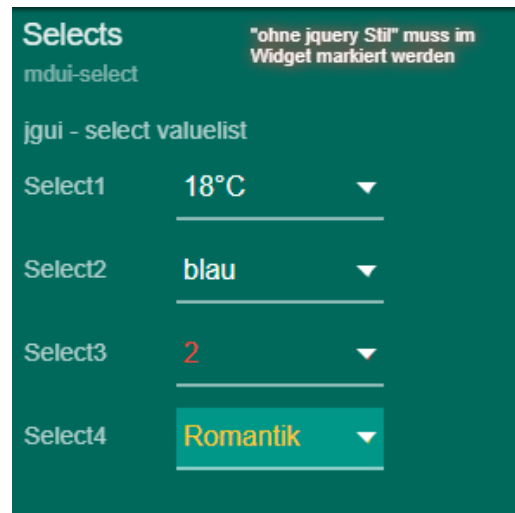 Selects
"ohne jquery Stil" muss im
Widget markiert werden
mdui-select
jgui - select valuelist
Select1 18°C
Select2 blau
Select3 2
Select4 Romantik